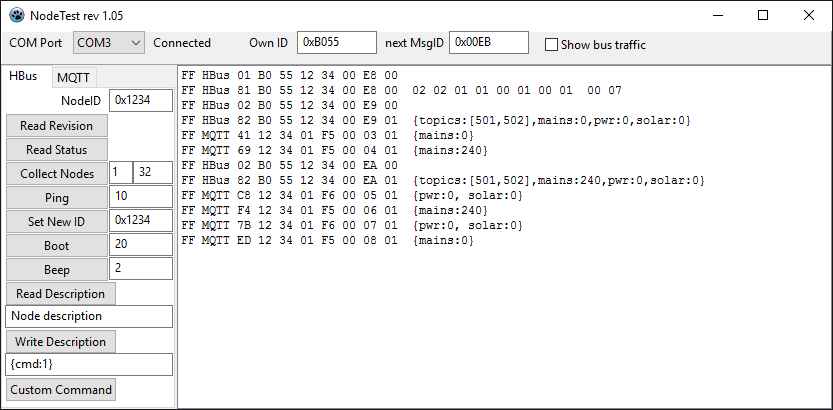 NodeTest rev 1.05
COM Port COM3 Connected Own ID 0xB055 next MsgID 0x00EB Show bus traffic
HBus MQTT
NodeID 0x1234
Read Revision
Read Status
Collect Nodes 1 32
Ping 10
Set New ID 0x1234
Boot 20
Beep 2
Read Description
Node description
Write Description
{cmd:1}
Custom Command
FF HBus 01 B0 55 12 34 00 E8 00
FF HBus 81 B0 55 12 34 00 E8 00  02 02 01 01 00 01 00 01  00 07
FF HBus 02 B0 55 12 34 00 E9 00
FF HBus 82 B0 55 12 34 00 E9 01  {topics:[501,502],mains:0,pwr:0,solar:0}
FF MQTT 41 12 34 01 F5 00 03 01  {mains:0}
FF MQTT 69 12 34 01 F5 00 04 01  {mains:240}
FF HBus 02 B0 55 12 34 00 EA 00
FF HBus 82 B0 55 12 34 00 EA 01  {topics:[501,502],mains:240,pwr:0,solar:0}
FF MQTT C8 12 34 01 F6 00 05 01  {pwr:0, solar:0}
FF MQTT F4 12 34 01 F5 00 06 01  {mains:240}
FF MQTT 7B 12 34 01 F6 00 07 01  {pwr:0, solar:0}
FF MQTT ED 12 34 01 F5 00 08 01  {mains:0}